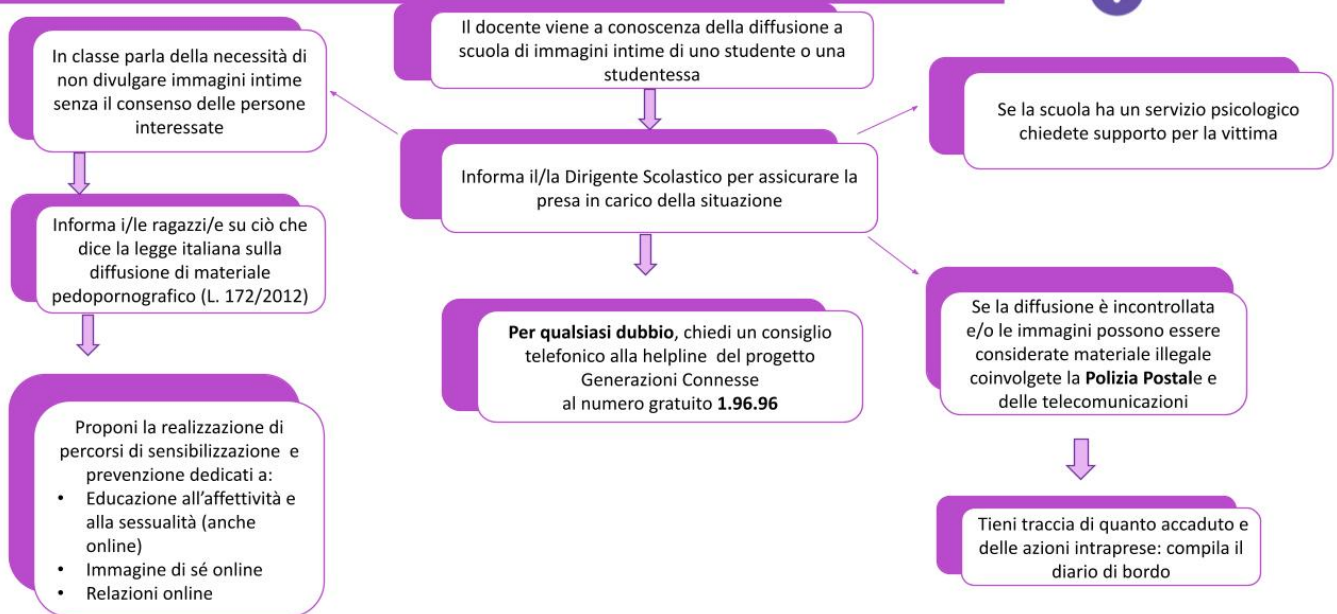 Il docente viene a conoscenza della diffusione a
scuola di immagini intime di uno studente o una
studentessa
In classe parla della necessità di
non divulgare immagini intime
senza il consenso delle persone
interessate
Se la scuola ha un servizio psicologico
chiedete supporto per la vittima
Informa il/la Dirigente Scolastico per assicurare la
presa in carico della situazione
Informa i/le ragazzi/e su ciò che
dice la legge italiana sulla
diffusione di materiale
pedopornografico (L. 172/2012)
Per qualsiasi dubbio, chiedi un consiglio
telefonico alla helpline del progetto
Generazioni Connesse
al numero gratuito 1.96.96
Se la diffusione è incontrollata
e/o le immagini possono essere
considerate materiale illegale
coinvolgete la Polizia Postale e
delle telecomunicazioni
Proponi la realizzazione di
percorsi di sensibilizzazione e
prevenzione dedicati a:
• Educazione all'affettività e
alla sessualità (anche
online)
• Immagine di sé online
• Relazioni online
Tieni traccia di quanto accaduto e
delle azioni intraprese: compila il
diario di bordo